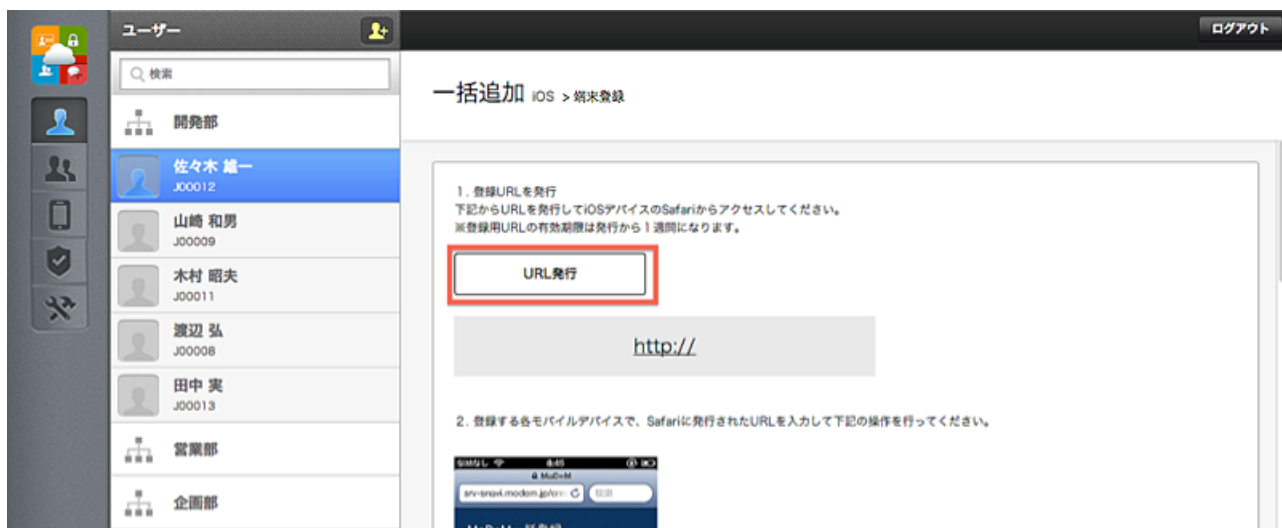 ユーザー
ログアウト
検索
開発部
佐々木 雄一
J00012
山崎 和男
J00009
木村 昭夫
J00011
渡辺 弘
J00008
田中 実
J00013
営業部
企画部
一括追加 iOS > 端末登録
1. 登録URLを発行
下記からURLを発行してiOSデバイスのSafariからアクセスしてください。
※登録用URLの有効期限は発行から1週間になります。
URL発行
http://
2. 登録する各モバイルデバイスで、Safariに発行されたURLを入力して下記の操作を行ってください。
SIMなし
MoDeM
検索